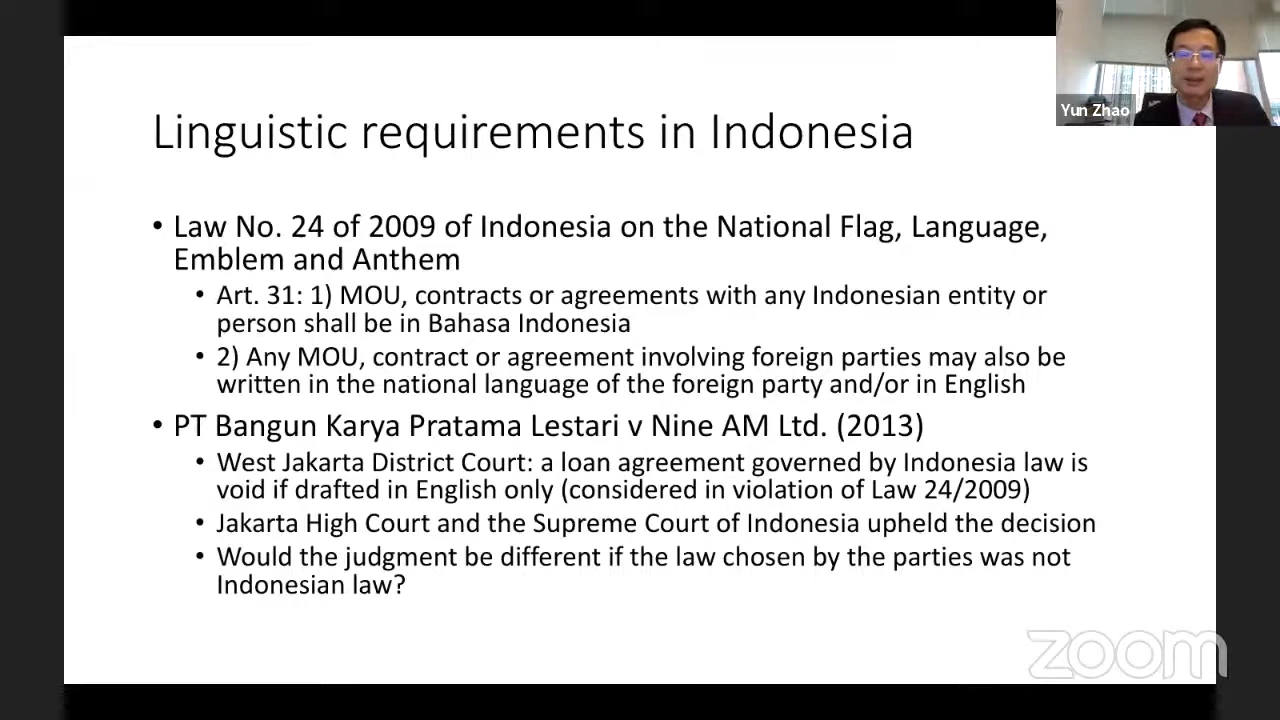 Yun Zhao
Linguistic requirements in Indonesia
• Law No. 24 of 2009 of Indonesia on the National Flag, Language,
Emblem and Anthem
• Art. 31: 1) MOU, contracts or agreements with any Indonesian entity or
person shall be in Bahasa Indonesia
• 2) Any MOU, contract or agreement involving foreign parties may also be
written in the national language of the foreign party and/or in English
• PT Bangun Karya Pratama Lestari v Nine AM Ltd. (2013)
• West Jakarta District Court: a loan agreement governed by Indonesia law is
void if drafted in English only (considered in violation of Law 24/2009)
• Jakarta High Court and the Supreme Court of Indonesia upheld the decision
• Would the judgment be different if the law chosen by the parties was not
Indonesian law?
zoom